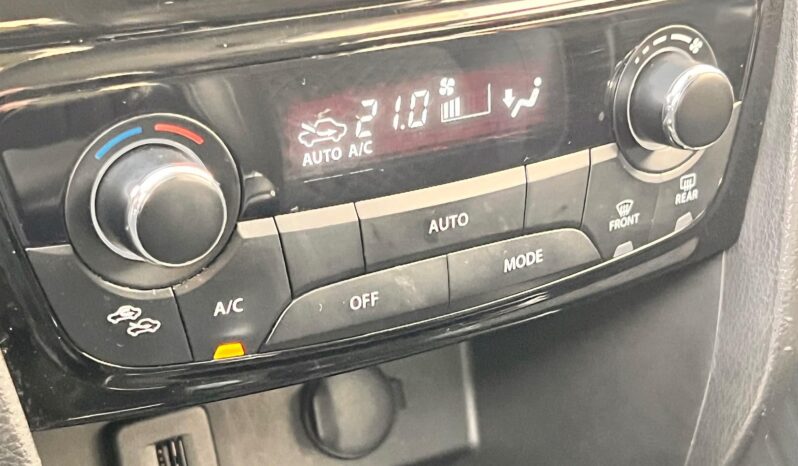 21.0
AUTO A/C
AUTO
FRONT
REAR
A/C
OFF
MODE